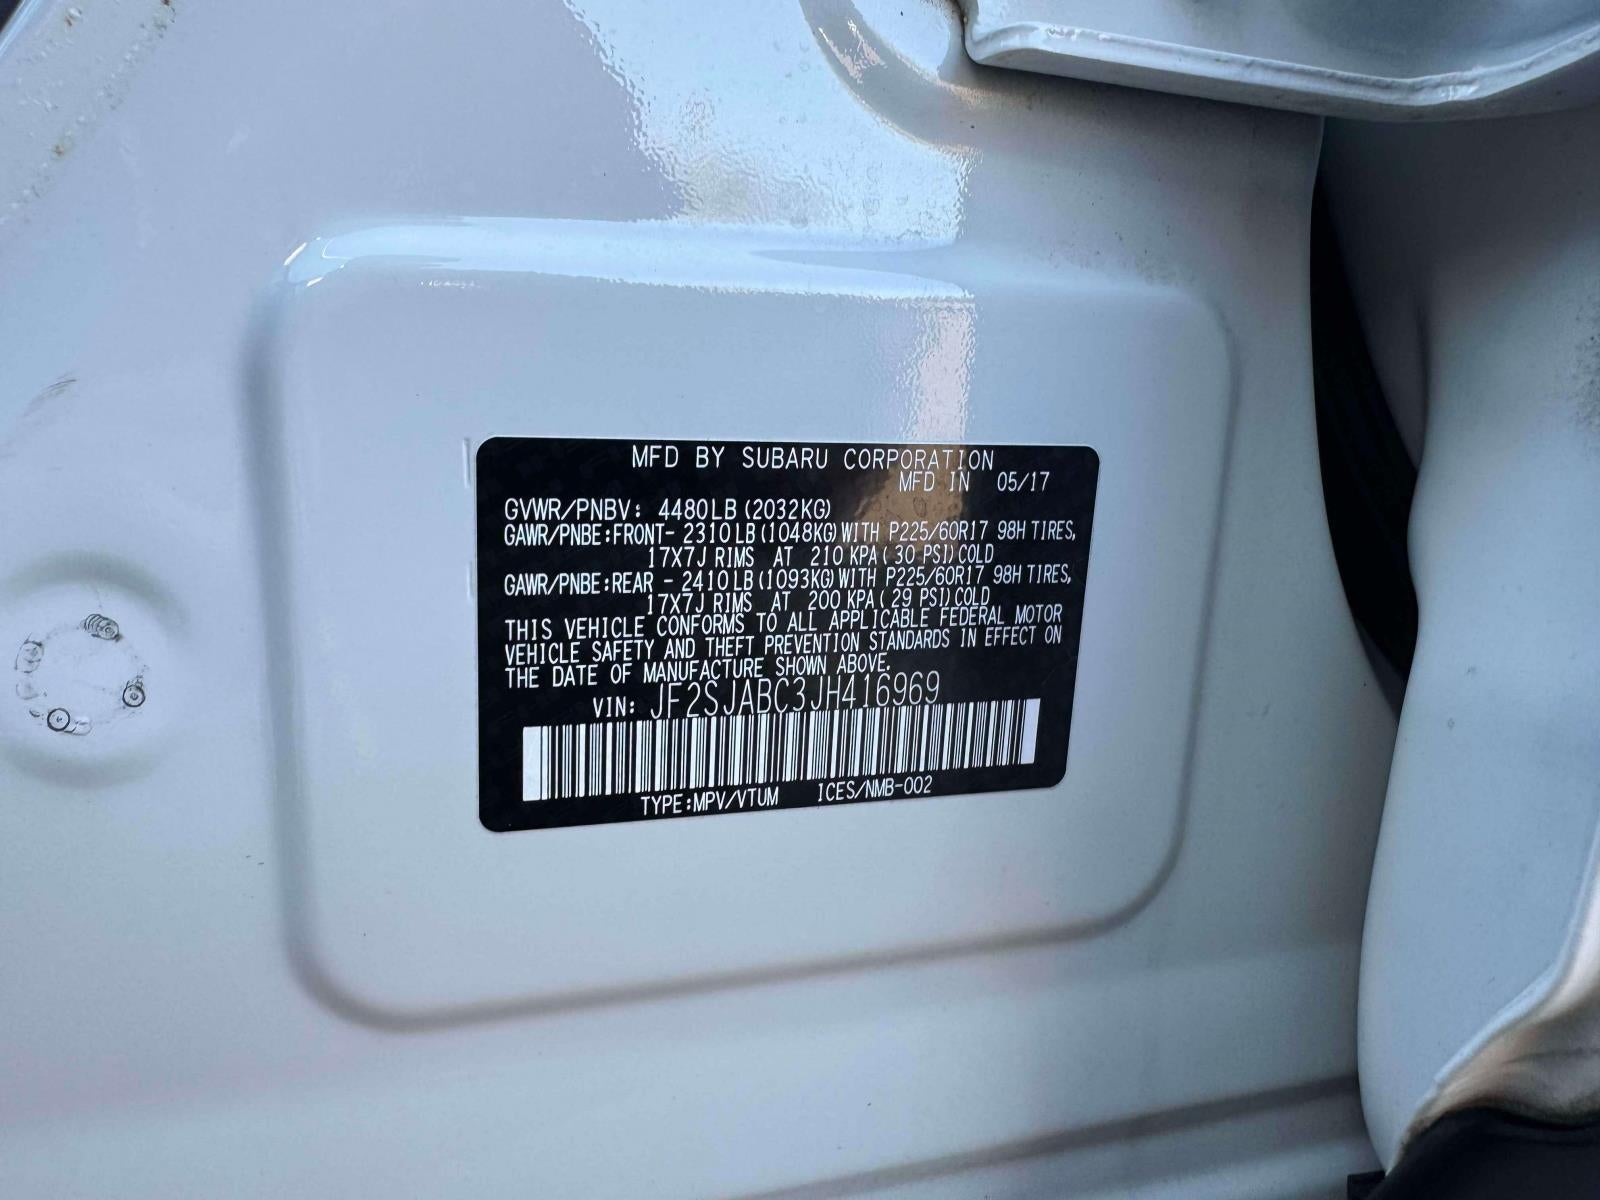 MFD BY SUBARU CORPORATION
MFD IN 05/17
GVWR/PNBV: 4480LB(2032KG)
GAWR/PNBE:FRONT- 2310LB(1048KG)WITH P225/60R17 98H TIRES,
17X7J RIMS AT 210 KPA( 30 PSI)COLD
GAWR/PNBE:REAR - 2410LB(1093KG)WITH P225/60R17 98H TIRES,
17X7J RIMS AT 200 KPA( 29 PSI)COLD
THIS VEHICLE CONFORMS TO ALL APPLICABLE FEDERAL MOTOR
VEHICLE SAFETY AND THEFT PREVENTION STANDARDS IN EFFECT ON
THE DATE OF MANUFACTURE SHOWN ABOVE.
VIN: JF2SJABC3JH416969
TYPE:MPV/VTUM ICES/NMB-002